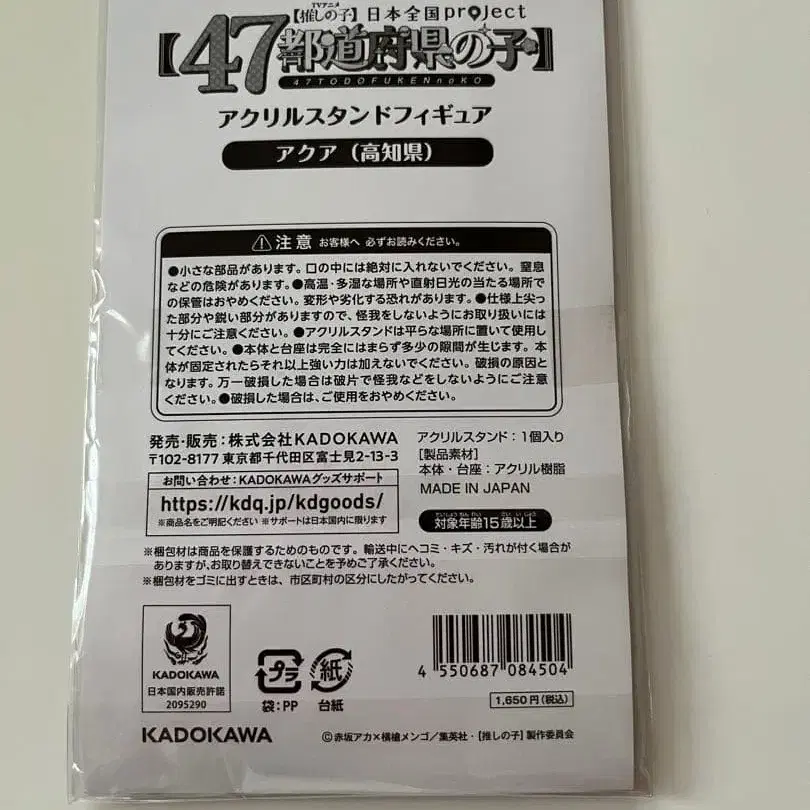 TVアニメ
【推しの子】日本全国project
【47都道府県の子】
47TODOFUKENnoKO
アクリルスタンドフィギュア
アクア（高知県）
注意 お客様へ 必ずお読みください。
●小さな部品があります。口の中には絶対に入れないでください。窒息
などの危険があります。●高温・多湿な場所や直射日光の当たる場所で
の保管はおやめください。変形や劣化する恐れがあります。●仕様上尖っ
た部分や鋭い部分がありますので、怪我をしないようにお取り扱いには
十分にご注意ください。●アクリルスタンドは平らな場所に置いて使用し
てください。●本体と台座は完全にはまらず多少の隙間が生じます。本
体が固定されたらそれ以上強い力は加えないでください。破損の原因と
なります。万一破損した場合は破片で怪我などをしないようにご注意
ください。●破損した場合は、ご使用をおやめください。
発売・販売：株式会社KADOKAWA
〒102-8177 東京都千代田区富士見2-13-3
お問い合わせ：KADOKAWAグッズサポート
https://kdq.jp/kdgoods/
※商品名をご明記ください ※サポートは日本国内に限ります
アクリルスタンド：1個入り
[製品素材]
本体・台座：アクリル樹脂
MADE IN JAPAN
たいしょうねんれい さい いじょう
対象年齢15歳以上
※梱包材は商品を保護するためのものです。輸送中にヘコミ・キズ・汚れが付く場合が
ありますが、お取り替えできないことを予めご了承ください。
※梱包材をゴミに出すときは、市区町村の区分にしたがってください。
KADOKAWA
日本国内販売許諾
2095290
プラ
袋：PP
紙
台紙
4 550687 084504
1,650円（税込）
KADOKAWA
©赤坂アカ×横槍メンゴ／集英社・【推しの子】製作委員会